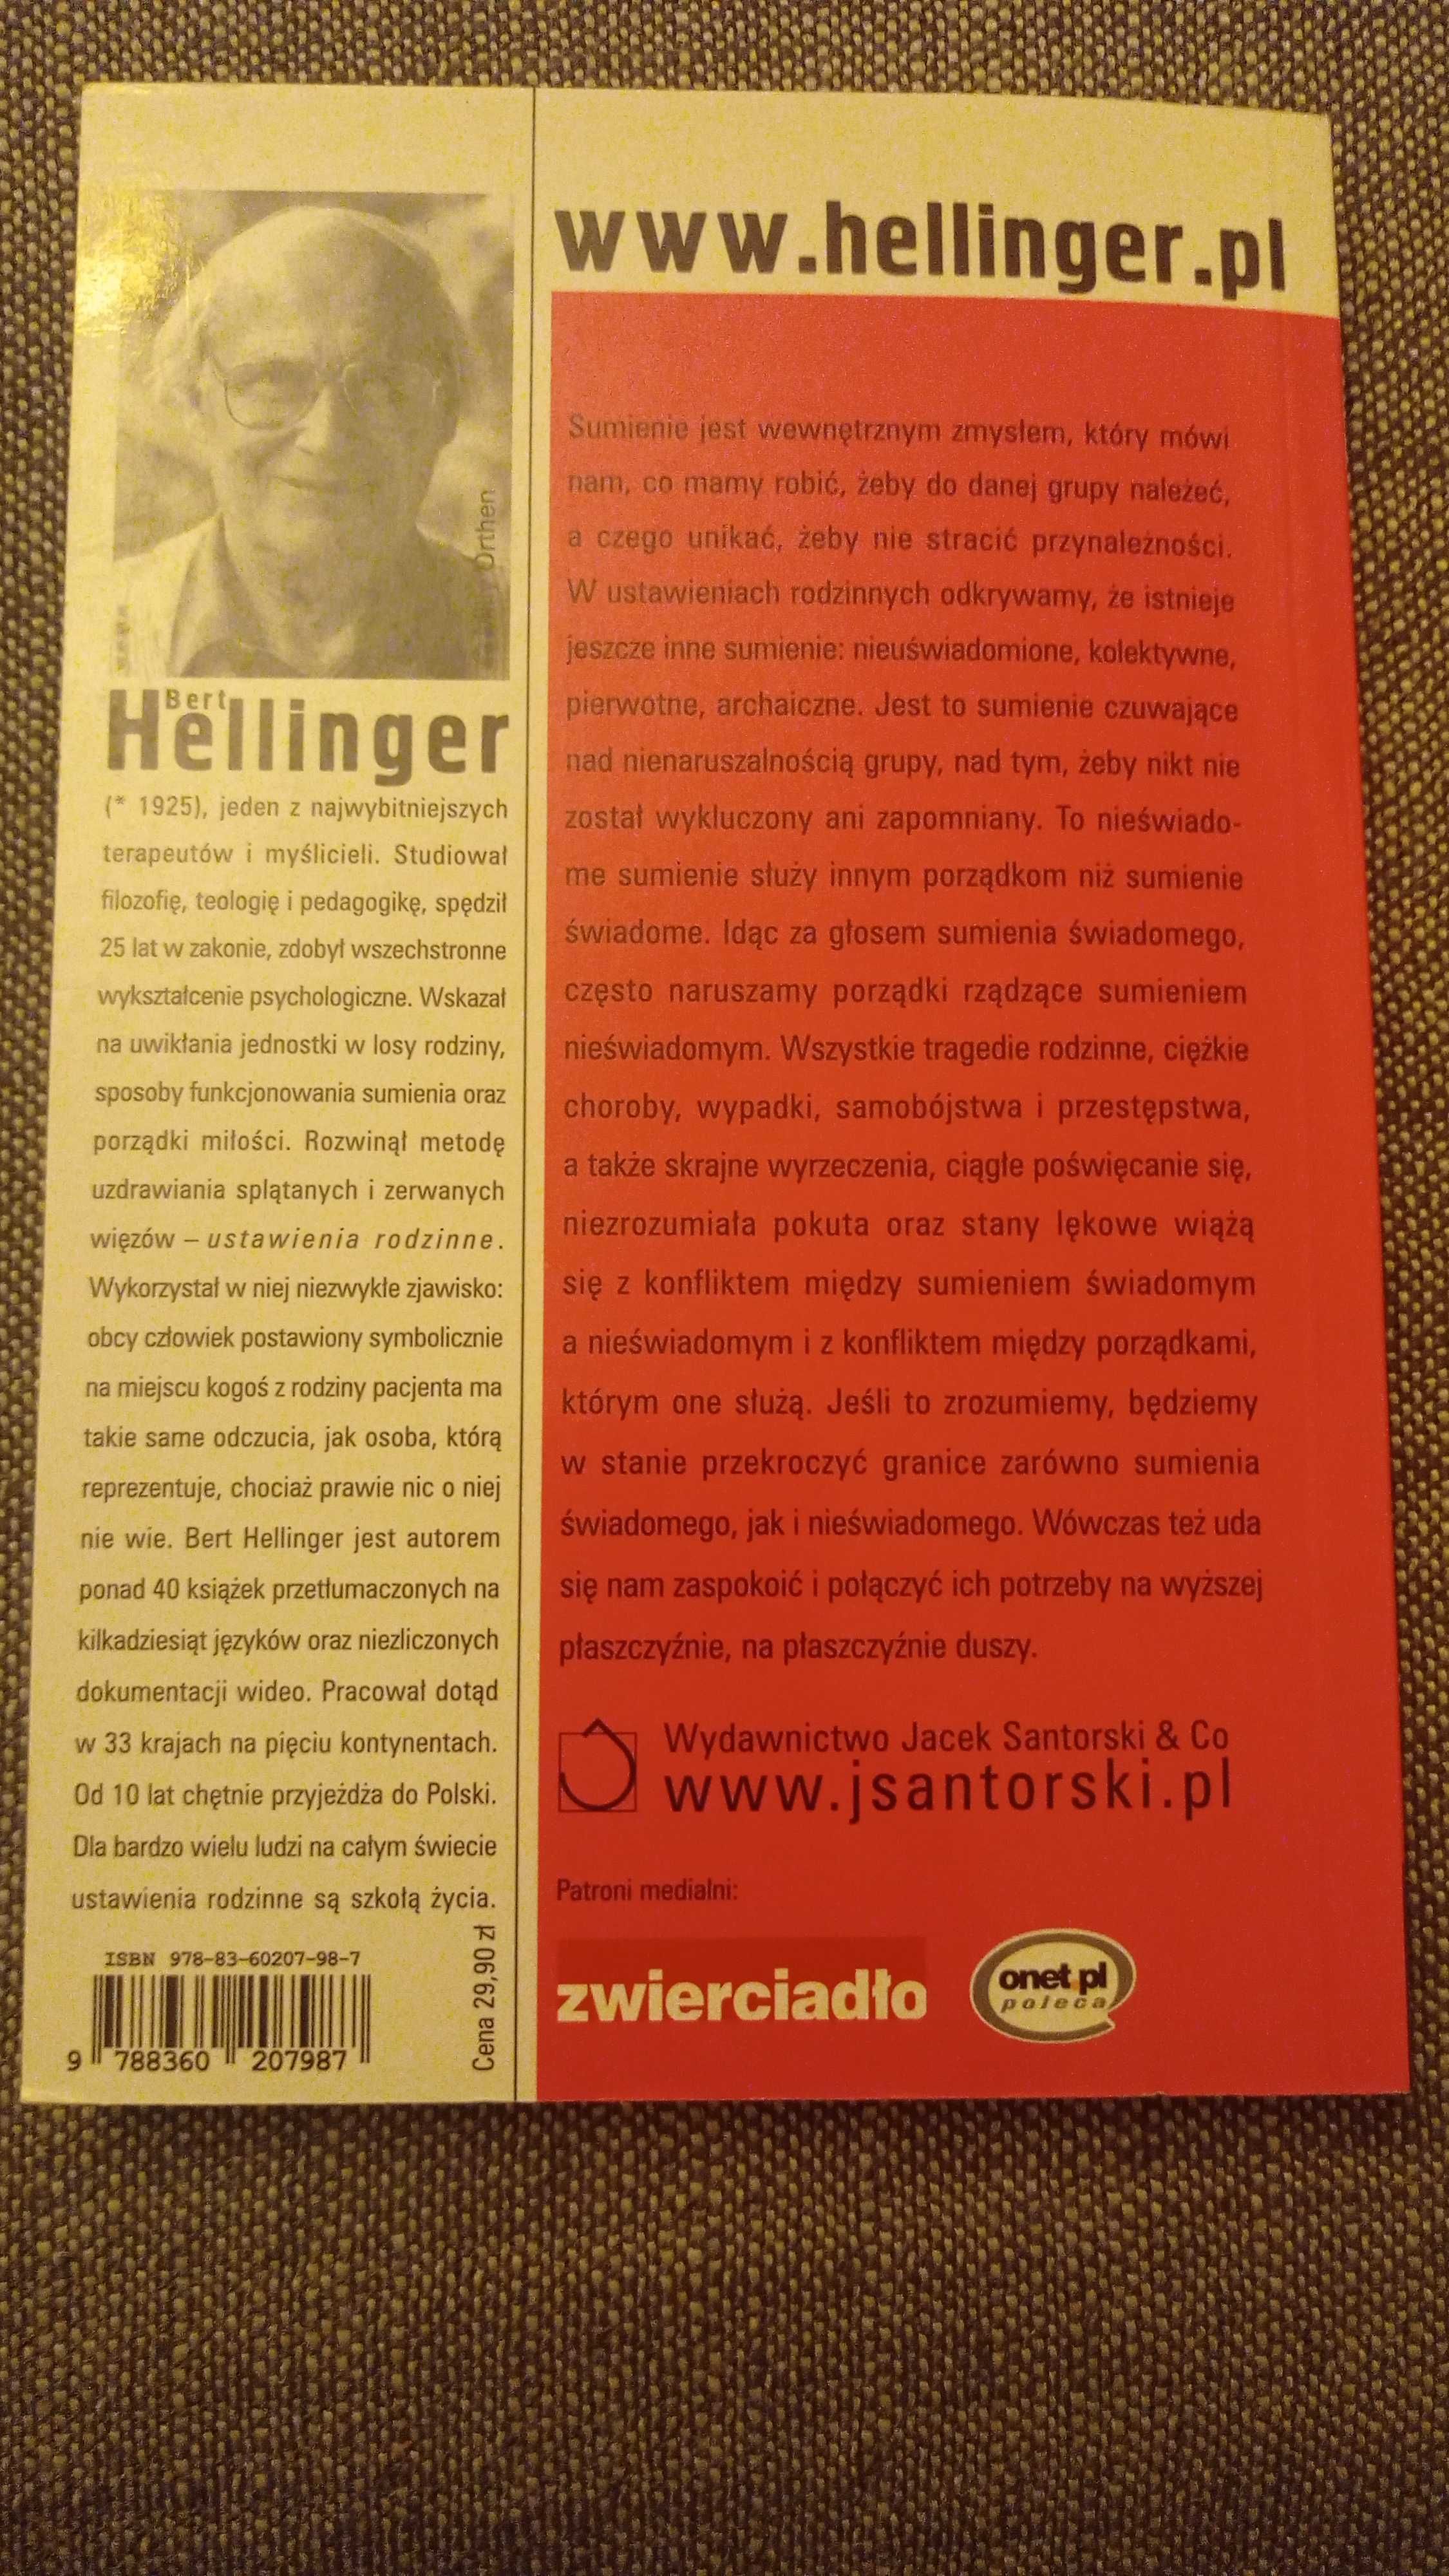 Orthen
Bert
Hellinger
(* 1925), jeden z najwybitniejszych
terapeutów i myślicieli. Studiował
filozofię, teologię i pedagogikę, spędził
25 lat w zakonie, zdobył wszechstronne
wykształcenie psychologiczne. Wskazał
na uwikłania jednostki w losy rodziny,
sposoby funkcjonowania sumienia oraz
porządki miłości. Rozwinął metodę
uzdrawiania splątanych i zerwanych
więzów – ustawienia rodzinne.
Wykorzystał w niej niezwykłe zjawisko:
obcy człowiek postawiony symbolicznie
na miejscu kogoś z rodziny pacjenta ma
takie same odczucia, jak osoba, którą
reprezentuje, chociaż prawie nic o niej
nie wie. Bert Hellinger jest autorem
ponad 40 książek przetłumaczonych na
kilkadziesiąt języków oraz niezliczonych
dokumentacji wideo. Pracował dotąd
w 33 krajach na pięciu kontynentach.
Od 10 lat chętnie przyjeżdża do Polski.
Dla bardzo wielu ludzi na całym świecie
ustawienia rodzinne są szkołą życia.
ISBN 978-83-60207-98-7
9 788360 207987
Cena 29,90 zł
www.hellinger.pl
Sumienie jest wewnętrznym zmysłem, który mówi
nam, co mamy robić, żeby do danej grupy należeć,
a czego unikać, żeby nie stracić przynależności.
W ustawieniach rodzinnych odkrywamy, że istnieje
jeszcze inne sumienie: nieuświadomione, kolektywne,
pierwotne, archaiczne. Jest to sumienie czuwające
nad nienaruszalnością grupy, nad tym, żeby nikt nie
został wykluczony ani zapomniany. To nieświado-
me sumienie służy innym porządkom niż sumienie
świadome. Idąc za głosem sumienia świadomego,
często naruszamy porządki rządzące sumieniem
nieświadomym. Wszystkie tragedie rodzinne, ciężkie
choroby, wypadki, samobójstwa i przestępstwa,
a także skrajne wyrzeczenia, ciągłe poświęcanie się,
niezrozumiała pokuta oraz stany lękowe wiążą
się z konfliktem między sumieniem świadomym
a nieświadomym i z konfliktem między porządkami,
którym one służą. Jeśli to zrozumiemy, będziemy
w stanie przekroczyć granice zarówno sumienia
świadomego, jak i nieświadomego. Wówczas też uda
się nam zaspokoić i połączyć ich potrzeby na wyższej
płaszczyźnie, na płaszczyźnie duszy.
Wydawnictwo Jacek Santorski & Co
www.jsantorski.pl
Patroni medialni:
zwierciadło
onet.pl
poleca